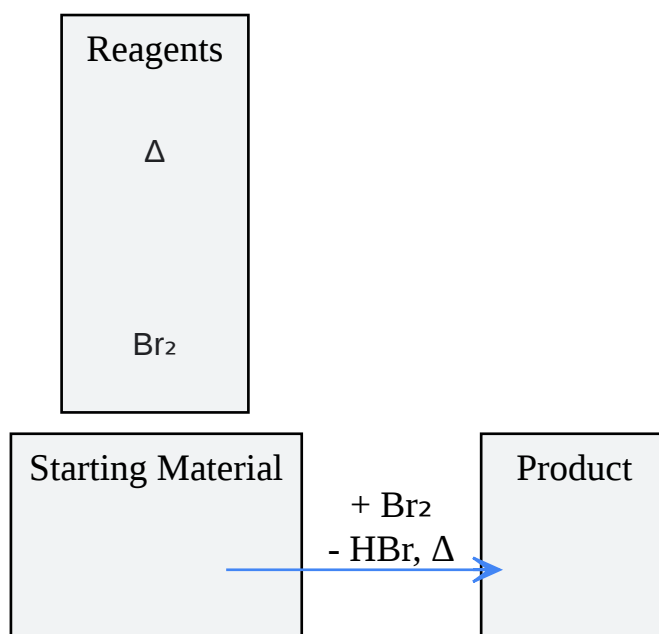 Reagents
Δ
Br₂
Starting Material
+ Br₂
- HBr, Δ
Product